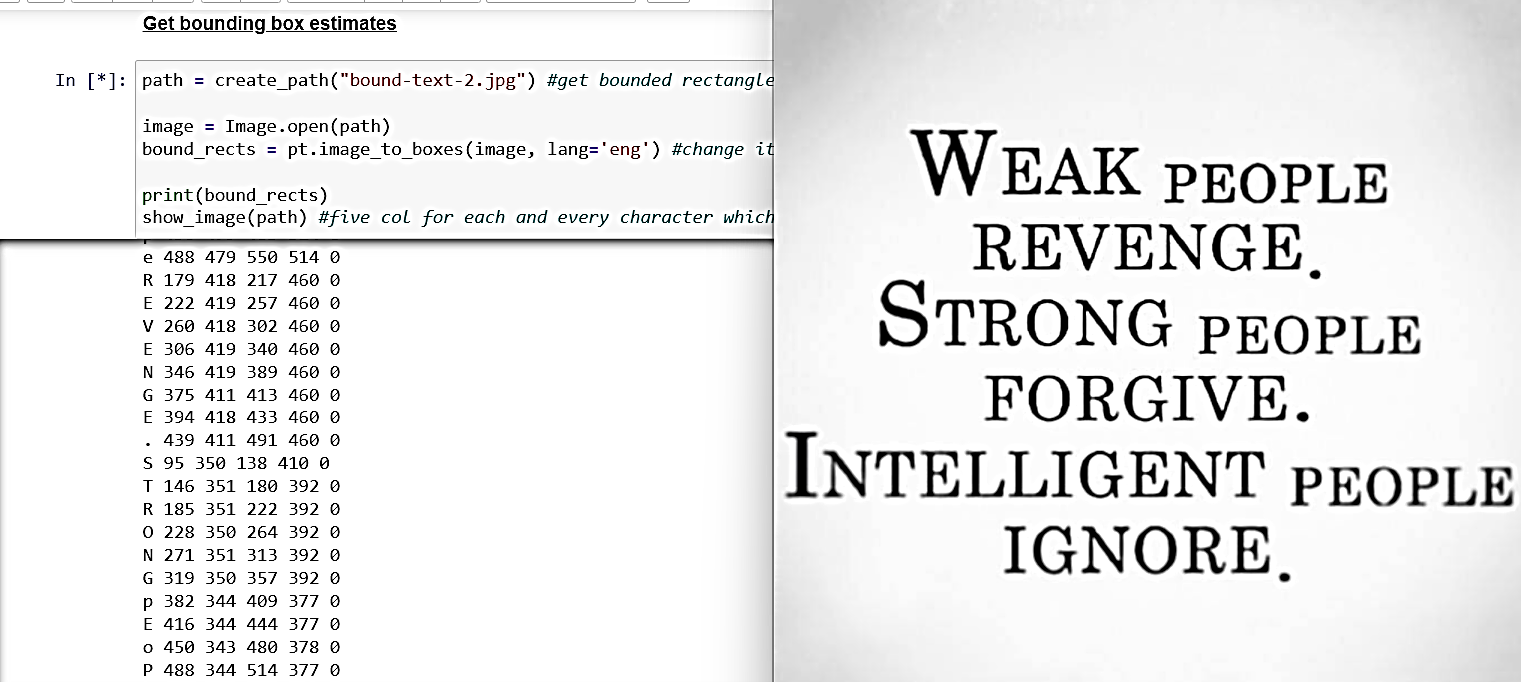 Get bounding box estimates
In [*]: path = create_path("bound-text-2.jpg") #get bounded rectangle
image = Image.open(path)
bound_rects = pt.image_to_boxes(image, lang='eng') #change it
print(bound_rects)
show_image(path) #five col for each and every character which
e 488 479 550 514 0
R 179 418 217 460 0
E 222 419 257 460 0
V 260 418 302 460 0
E 306 419 340 460 0
N 346 419 389 460 0
G 375 411 413 460 0
E 394 418 433 460 0
. 439 411 491 460 0
S 95 350 138 410 0
T 146 351 180 392 0
R 185 351 222 392 0
O 228 350 264 392 0
N 271 351 313 392 0
G 319 350 357 392 0
p 382 344 409 377 0
E 416 344 444 377 0
o 450 343 480 378 0
P 488 344 514 377 0
WEAK PEOPLE
REVENGE.
STRONG PEOPLE
FORGIVE.
INTELLIGENT PEOPLE
IGNORE.